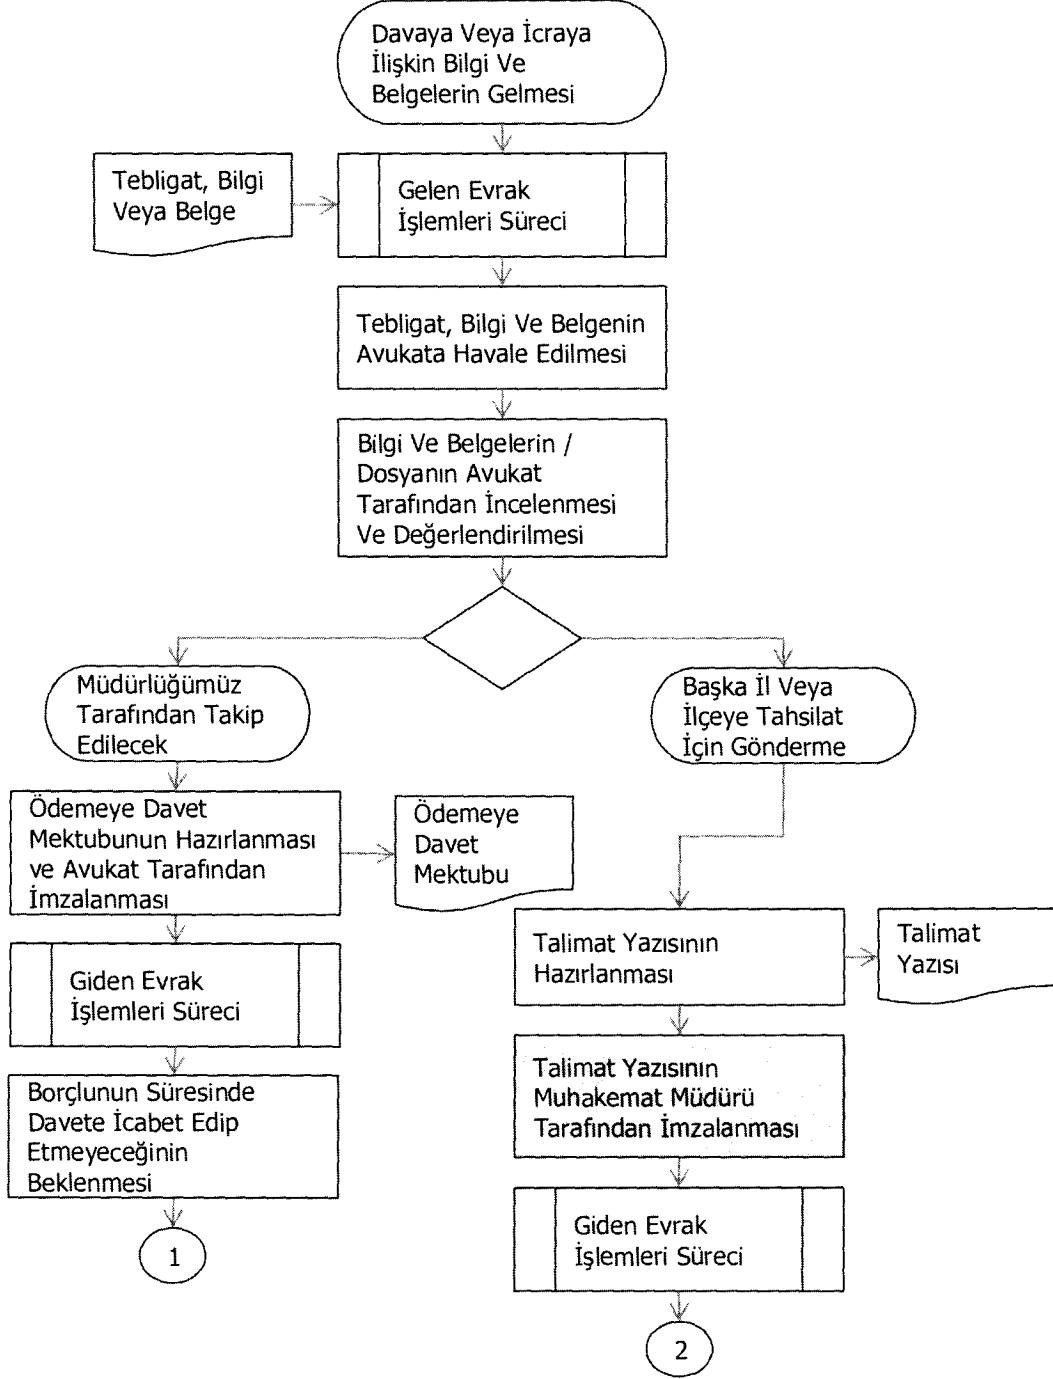 Davaya Veya İcraya
İlişkin Bilgi Ve
Belgelerin Gelmesi
Tebligat, Bilgi
Veya Belge
Gelen Evrak
İşlemleri Süreci
Tebligat, Bilgi Ve Belgenin
Avukata Havale Edilmesi
Bilgi Ve Belgelerin /
Dosyanın Avukat
Tarafından İncelenmesi
Ve Değerlendirilmesi
Müdürlüğümüz
Tarafından Takip
Edilecek
Başka İl Veya
İlçeye Tahsilat
İçin Gönderme
Ödemeye Davet
Mektubunun Hazırlanması
ve Avukat Tarafından
İmzalanması
Ödemeye
Davet
Mektubu
Giden Evrak
İşlemleri Süreci
Borçlunun Süresinde
Davete İcabet Edip
Etmeyeceğinin
Beklenmesi
1
Talimat Yazısının
Hazırlanması
Talimat
Yazısı
Talimat Yazısının
Muhakemat Müdürü
Tarafından İmzalanması
Giden Evrak
İşlemleri Süreci
2